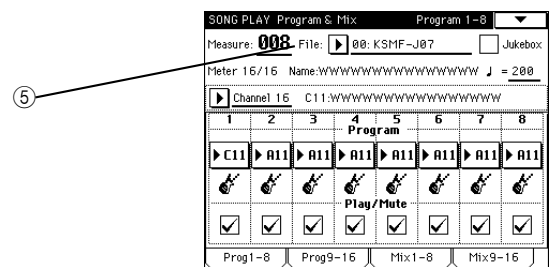 SONG PLAY Program & Mix Program 1-8
Measure: 008 File: 00: KSMF-J07 Jukebox
Meter 16/16 Name:WWWWWWWWWWWWWWWW ♩ = 200
⑤
Channel 16 C11:WWWWWWWWWWWWWWWW
1 2 3 4 5 6 7 8
Program
C11 A11 A11 A11 A11 A11 A11 A11
Play/Mute
Prog1-8 Prog9-16 Mix1-8 Mix9-16